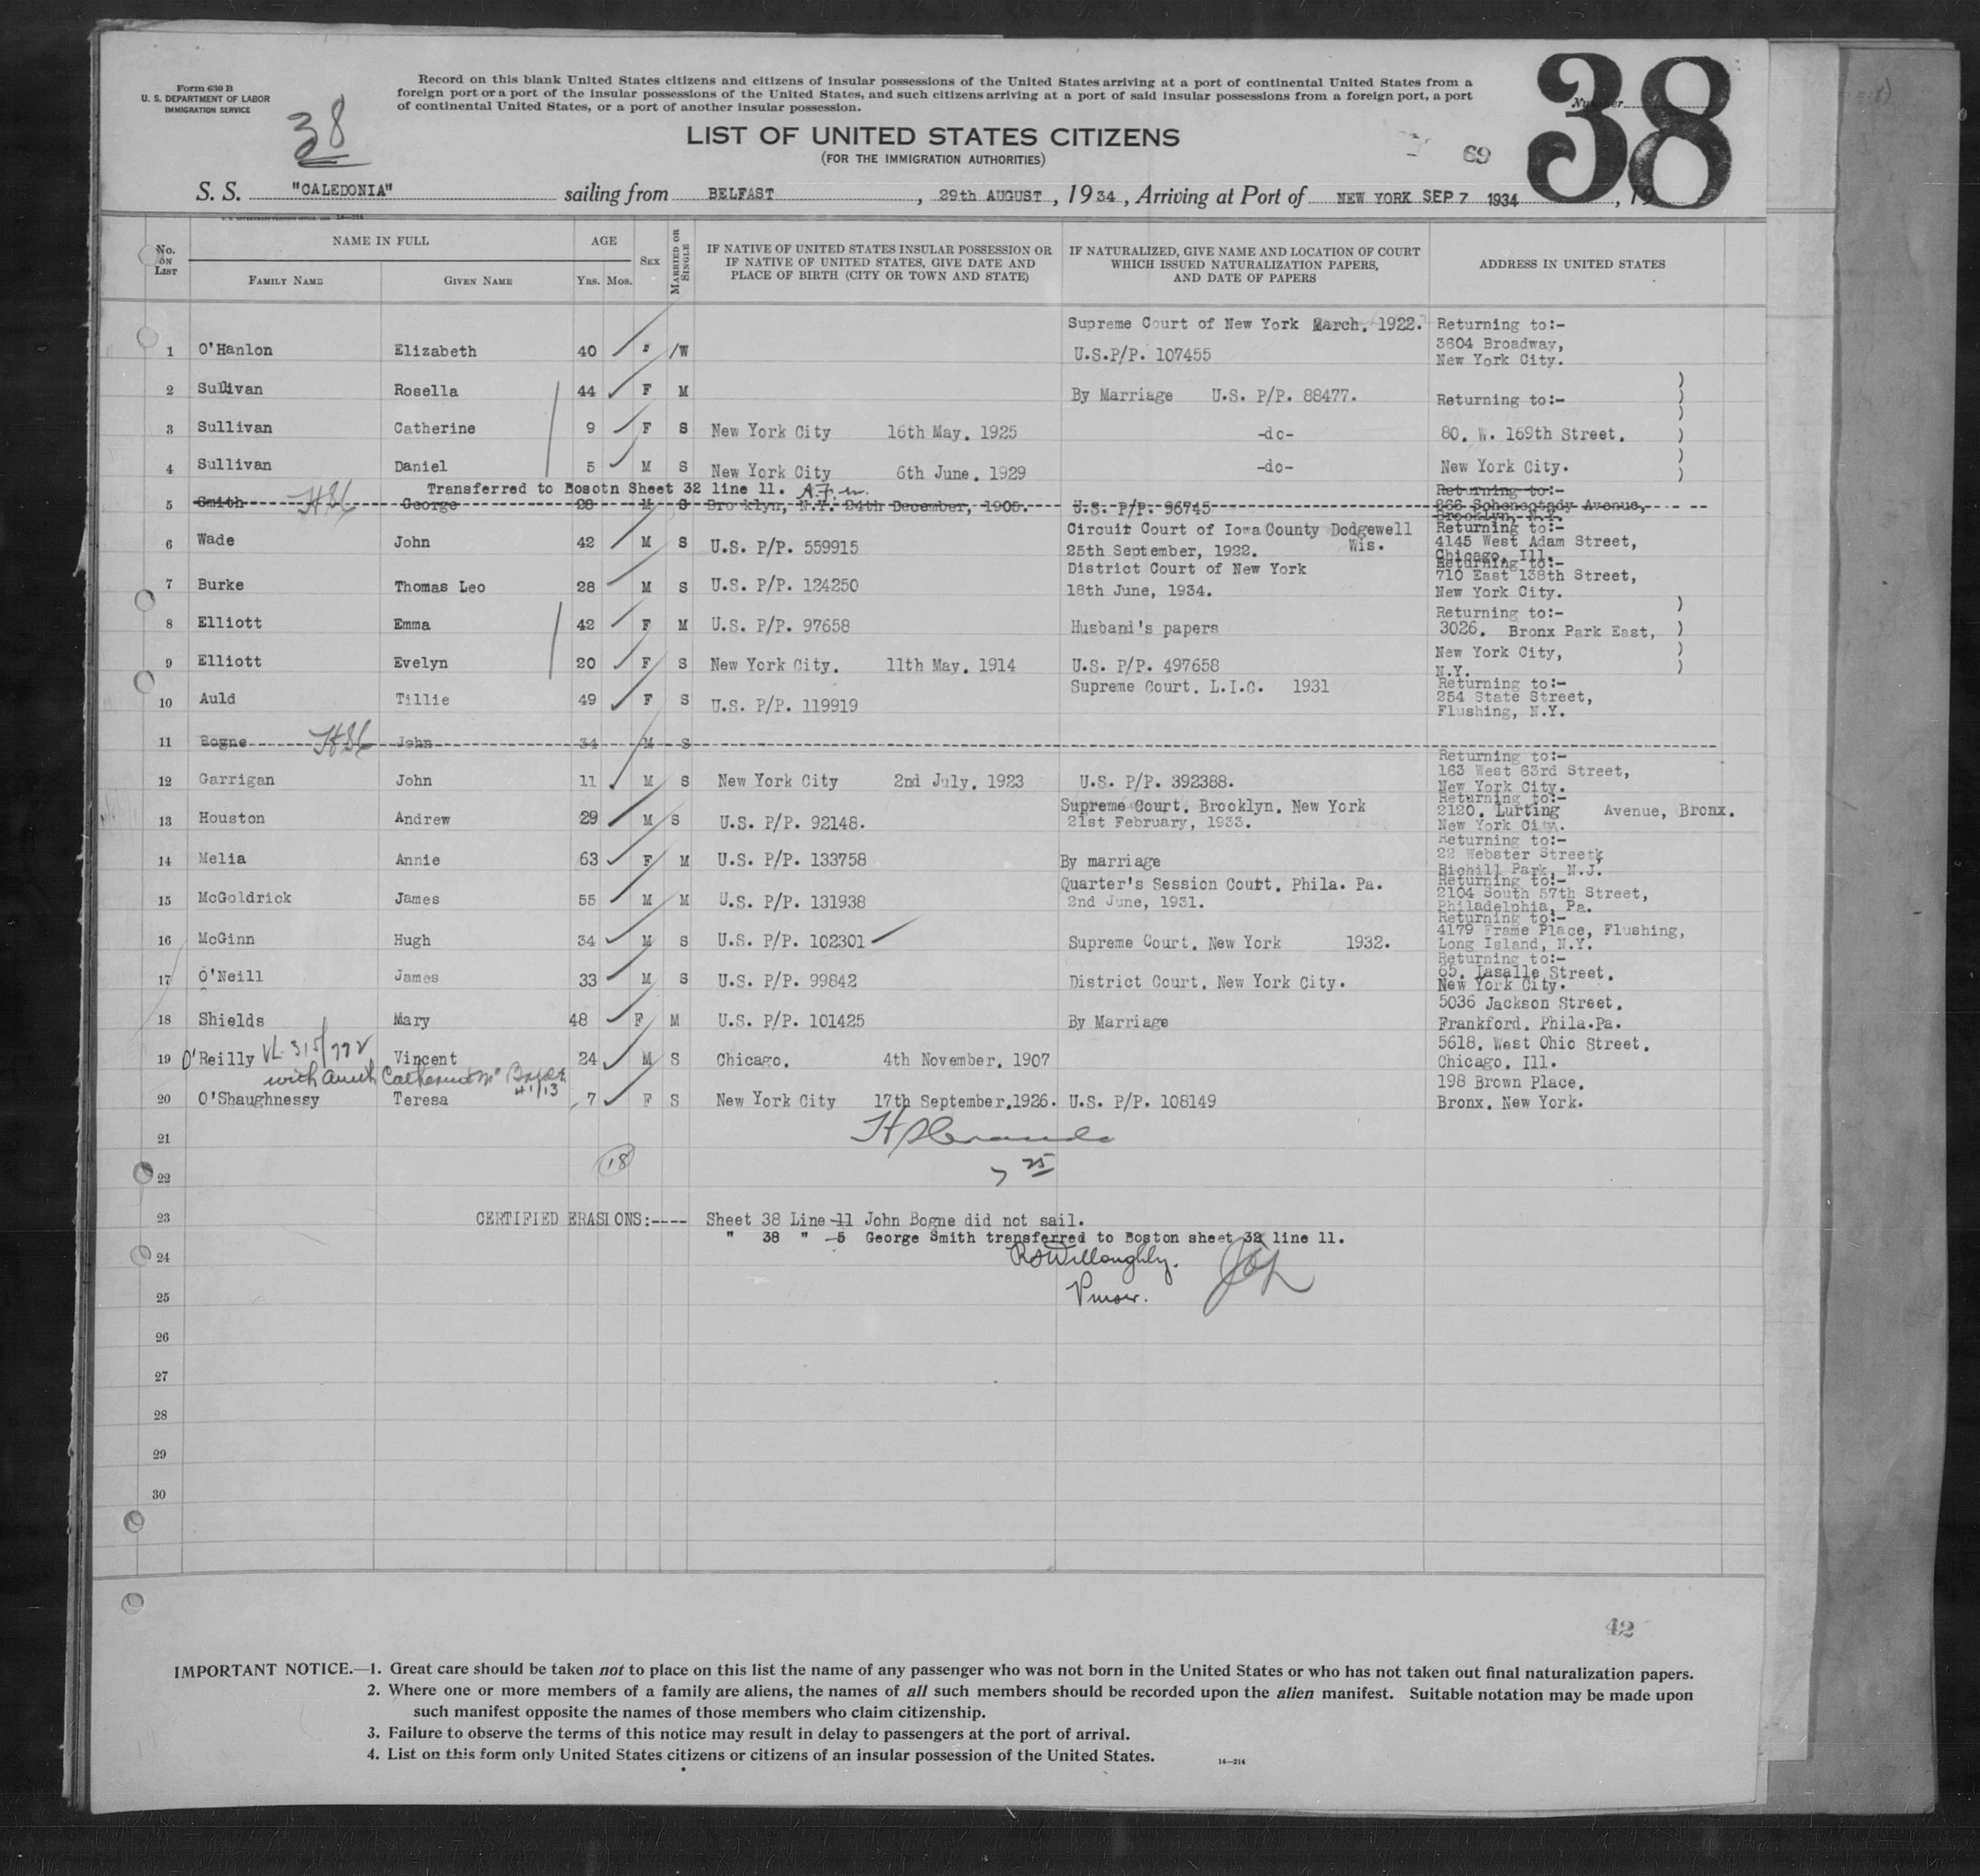 Form 630 B
U. S. DEPARTMENT OF LABOR
IMMIGRATION SERVICE
38
Record on this blank United States citizens and citizens of insular possessions of the United States arriving at a port of continental United States from a
foreign port or a port of the insular possessions of the United States, and such citizens arriving at a port of said insular possessions from a foreign port, a port
of continental United States, or a port of another insular possession.
38
Number
LIST OF UNITED STATES CITIZENS
(FOR THE IMMIGRATION AUTHORITIES)
69
S. S. "CALEDONIA" sailing from BELFAST, 29th AUGUST, 1934, Arriving at Port of NEW YORK SEP 7 1934, 19
No. ON LIST
NAME IN FULL
FAMILY NAME
GIVEN NAME
AGE
YRS. MOS.
SEX
MARRIED OR SINGLE
IF NATIVE OF UNITED STATES INSULAR POSSESSION OR
IF NATIVE OF UNITED STATES, GIVE DATE AND
PLACE OF BIRTH (CITY OR TOWN AND STATE)
IF NATURALIZED, GIVE NAME AND LOCATION OF COURT
WHICH ISSUED NATURALIZATION PAPERS,
AND DATE OF PAPERS
ADDRESS IN UNITED STATES
Supreme Court of New York March. 1922. Returning to:-
1 O'Hanlon Elizabeth 40 /W U.S.P/P. 107455 3604 Broadway,
New York City.
2 Sullivan Rosella 44 F M By Marriage U.S. P/P. 88477. Returning to:- )
3 Sullivan Catherine 9 F S New York City 16th May. 1925 -do- 80. W. 169th Street. )
4 Sullivan Daniel 5 M S New York City 6th June. 1929 -do- New York City. )
Transferred to Bosotn Sheet 32 line 11. A.F.W. Returning to:-
5 Smith HSC George 28 M S Brooklyn, N.Y. 24th December, 1905. U.S. P/P. 96745 866 Schenectady Avenue,
Brooklyn, N.Y.
Circuit Court of Iowa County Dodgewell Returning to:-
6 Wade John 42 M S U.S. P/P. 559915 25th September, 1922. Wis. 4145 West Adam Street,
Chicago, Ill.
District Court of New York Returning to:-
7 Burke Thomas Leo 28 M S U.S. P/P. 124250 18th June, 1934. 710 East 138th Street,
New York City.
Returning to:- )
8 Elliott Emma 42 F M U.S. P/P. 97658 Husband's papers 3026. Bronx Park East, )
New York City, )
9 Elliott Evelyn 20 F S New York City. 11th May. 1914 U.S. P/P. 497658 N.Y. )
Supreme Court. L.I.C. 1931 Returning to:-
10 Auld Tillie 49 F S U.S. P/P. 119919 254 State Street,
Flushing, N.Y.
11 Bogne HSC John 34 M S
Returning to:-
12 Garrigan John 11 M S New York City 2nd July. 1923 U.S. P/P. 392388. 163 West 63rd Street,
New York City.
Supreme Court. Brooklyn. New York Returning to:-
13 Houston Andrew 29 M S U.S. P/P. 92148. 21st February, 1933. 2120. Lurting Avenue, Bronx.
New York City.
Returning to:-
14 Melia Annie 63 F M U.S. P/P. 133758 By marriage 22 Webster Street,
Bichill Park, N.J.
Quarter's Session Court. Phila. Pa. Returning to:-
15 McGoldrick James 55 M M U.S. P/P. 131938 2nd June, 1931. 2104 South 57th Street,
Philadelphia, Pa.
Returning to:-
16 McGinn Hugh 34 M S U.S. P/P. 102301 Supreme Court. New York 1932. 4179 Frame Place, Flushing,
Long Island, N.Y.
Returning to:-
17 O'Neill James 33 M S U.S. P/P. 99842 District Court. New York City. 65. Lasalle Street.
New York City.
5036 Jackson Street.
18 Shields Mary 48 F M U.S. P/P. 101425 By Marriage Frankford. Phila.Pa.
5618. West Ohio Street.
19 O'Reilly VL 315/772 Vincent 24 M S Chicago. 4th November. 1907 Chicago. Ill.
with aunt Catherine 41/13
198 Brown Place.
20 O'Shaughnessy Teresa 7 F S New York City 17th September.1926. U.S. P/P. 108149 Bronx. New York.
21
18
25
22
23 CERTIFIED ERASIONS:---- Sheet 38 Line 11 John Bogne did not sail.
" 38 " 5 George Smith transferred to Boston sheet 32 line 11.
24 RS Willoughby.
25 Purser.
26
27
28
29
30
42
IMPORTANT NOTICE.—1. Great care should be taken not to place on this list the name of any passenger who was not born in the United States or who has not taken out final naturalization papers.
2. Where one or more members of a family are aliens, the names of all such members should be recorded upon the alien manifest. Suitable notation may be made upon
such manifest opposite the names of those members who claim citizenship.
3. Failure to observe the terms of this notice may result in delay to passengers at the port of arrival.
4. List on this form only United States citizens or citizens of an insular possession of the United States.
14—214